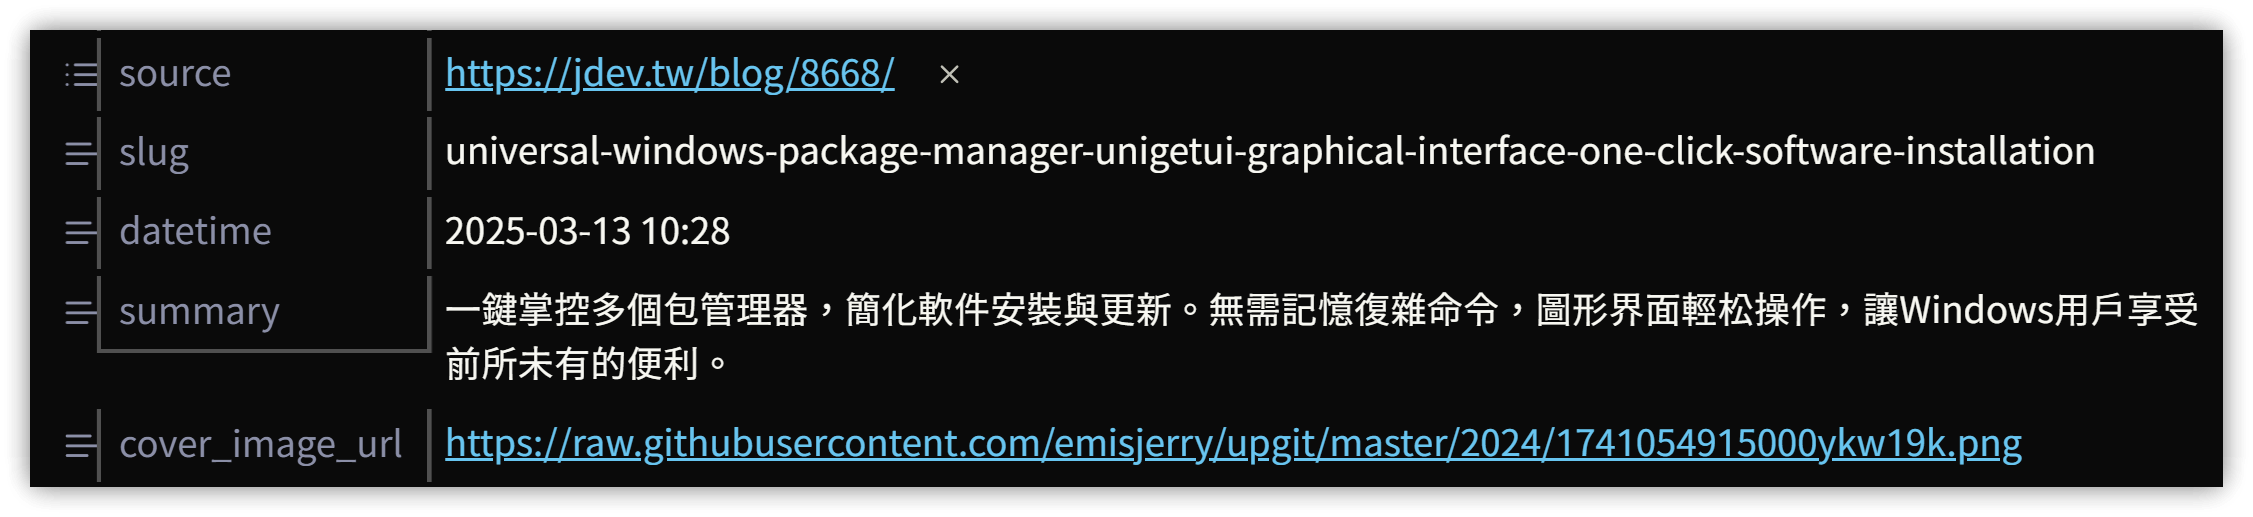 source https://jdev.tw/blog/8668/ ×
slug universal-windows-package-manager-unigetui-graphical-interface-one-click-software-installation
datetime 2025-03-13 10:28
summary 一鍵掌控多個包管理器，簡化軟件安裝與更新。無需記憶復雜命令，圖形界面輕松操作，讓Windows用戶享受
前所未有的便利。
cover_image_url https://raw.githubusercontent.com/emisjerry/upgit/master/2024/1741054915000ykw19k.png